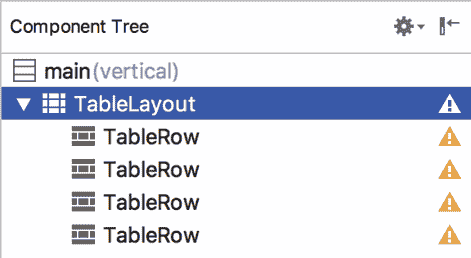 Component Tree
main (vertical)
TableLayout
TableRow
TableRow
TableRow
TableRow